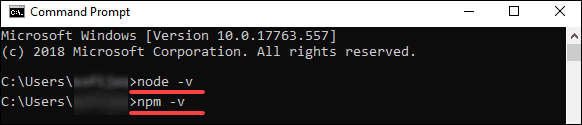 Command Prompt
Microsoft Windows [Version 10.0.17763.557]
(c) 2018 Microsoft Corporation. All rights reserved.
C:\Users\ >node -v
C:\Users\ >npm -v